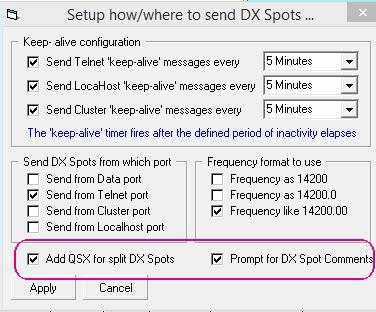 Setup how/where to send DX Spots ...
Keep- alive configuration
Send Telnet 'keep-alive' messages every 5 Minutes
Send LocaHost 'keep-alive' messages every 5 Minutes
Send Cluster 'keep-alive' messages every 5 Minutes
The 'keep-alive' timer fires after the defined period of inactivity elapses
Send DX Spots from which port
Send from Data port
Send from Telnet port
Send from Cluster port
Send from Localhost port
Frequency format to use
Frequency as 14200
Frequency as 14200.0
Frequency like 14200.00
Add QSX for split DX Spots
Prompt for DX Spot Comments
Apply
Cancel